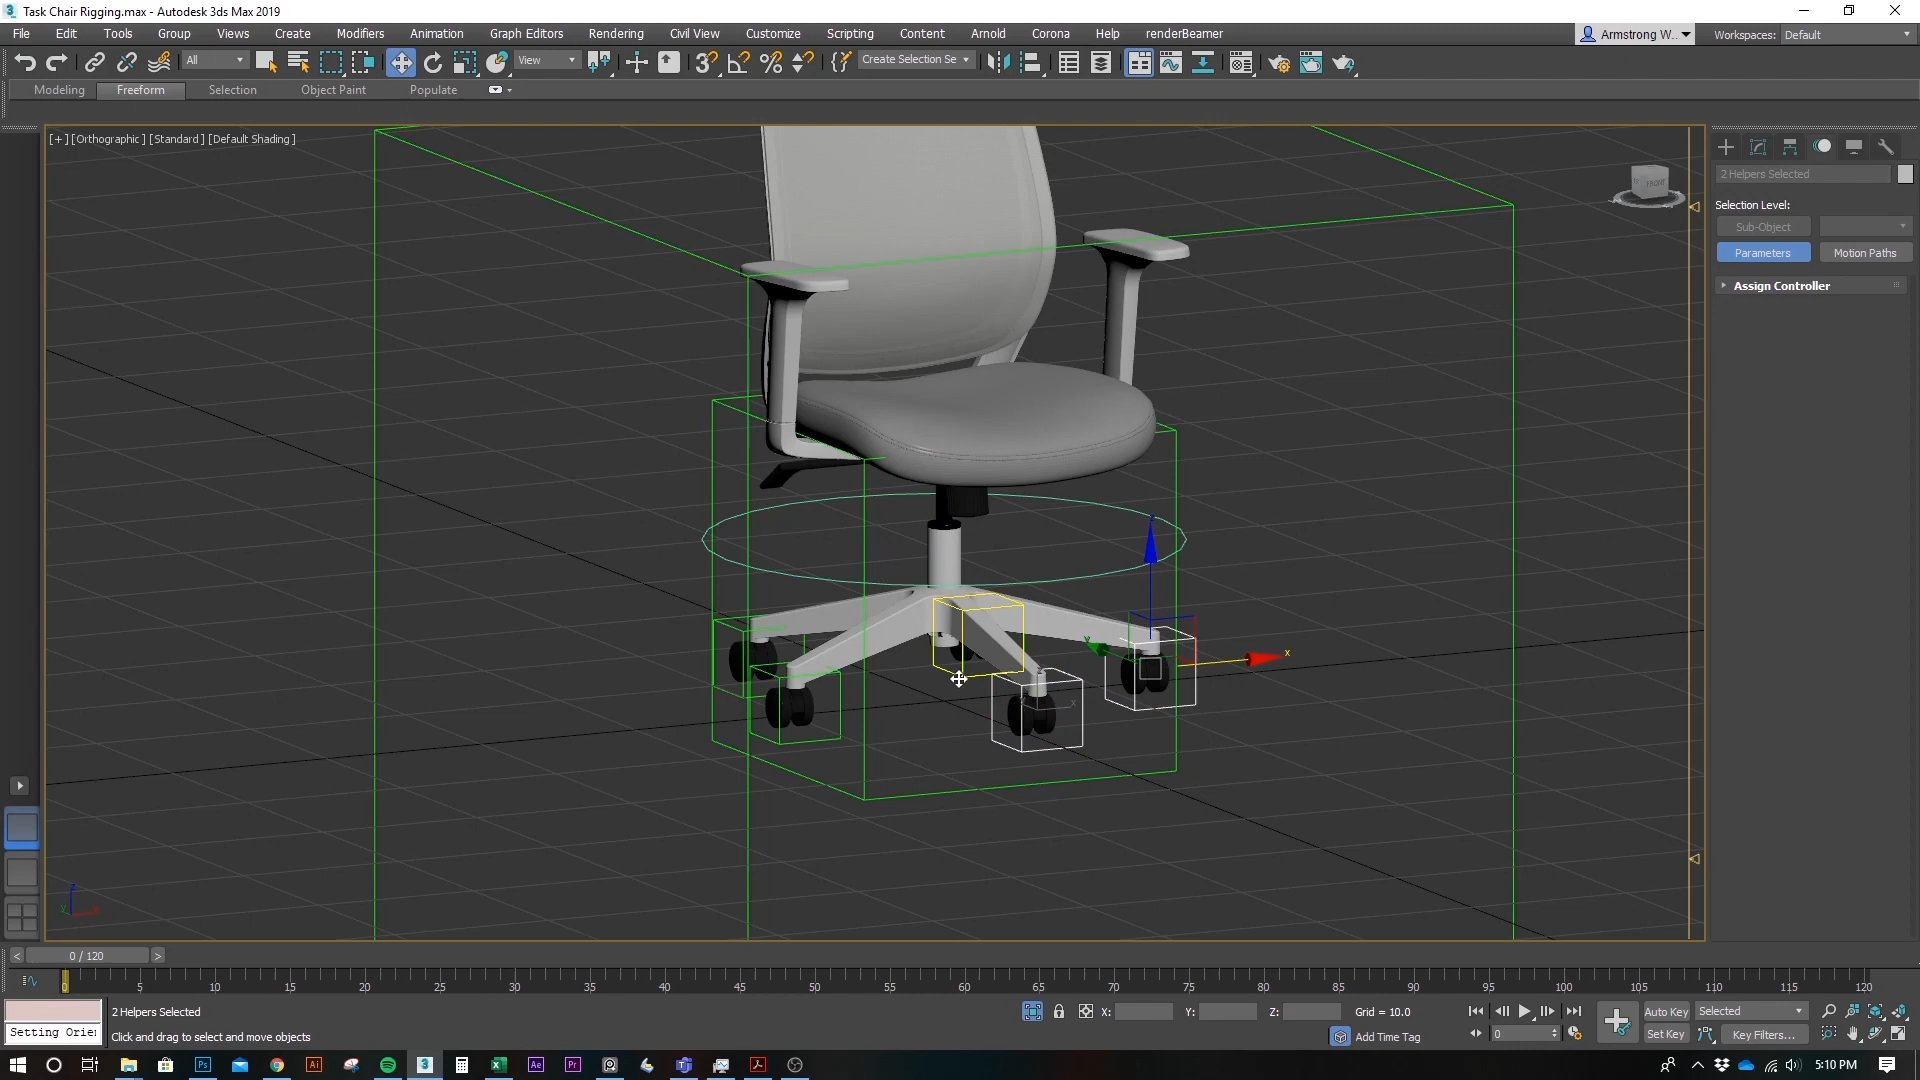 Task Chair Rigging.max - Autodesk 3ds Max 2019
File Edit Tools Group Views Create Modifiers Animation Graph Editors Rendering Civil View Customize Scripting Content Arnold Corona Help renderBeamer
Armstrong W.. Workspaces: Default
All View Create Selection Se
Modeling Freeform Selection Object Paint Populate
[+] [Orthographic] [Standard] [Default Shading]
FRONT
2 Helpers Selected
Selection Level:
Sub-Object
Parameters Motion Paths
Assign Controller
z
y
x
x
z
y
x
0 / 120
0 5 10 15 20 25 30 35 40 45 50 55 60 65 70 75 80 85 90 95 100 105 110 115 120
2 Helpers Selected X: Y: Z: Grid = 10.0 Auto Key Selected
Setting Orie Click and drag to select and move objects Add Time Tag 0 Set Key Key Filters...
5:10 PM